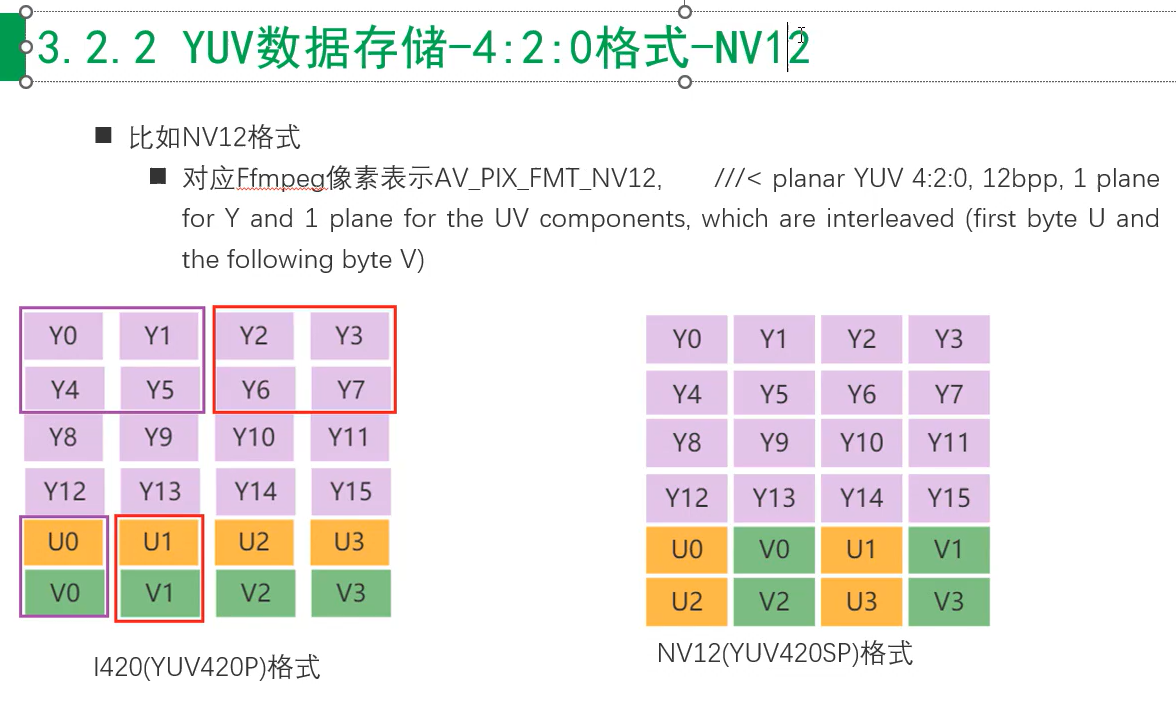 3.2.2 YUV数据存储-4:2:0格式-NV12
比如NV12格式
对应Ffmpeg像素表示AV_PIX_FMT_NV12, ///< planar YUV 4:2:0, 12bpp, 1 plane
for Y and 1 plane for the UV components, which are interleaved (first byte U and
the following byte V)
Y0 Y1 Y2 Y3
Y4 Y5 Y6 Y7
Y8 Y9 Y10 Y11
Y12 Y13 Y14 Y15
U0 U1 U2 U3
V0 V1 V2 V3
I420(YUV420P)格式
Y0 Y1 Y2 Y3
Y4 Y5 Y6 Y7
Y8 Y9 Y10 Y11
Y12 Y13 Y14 Y15
U0 V0 U1 V1
U2 V2 U3 V3
NV12(YUV420SP)格式